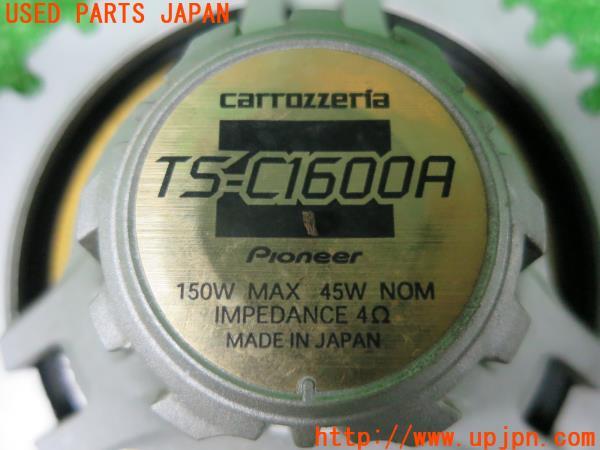 USED PARTS JAPAN
carrozzeria
TS-C1600A
Pioneer
150W MAX 45W NOM
IMPEDANCE 4Ω
MADE IN JAPAN
http://www.upjpn.com